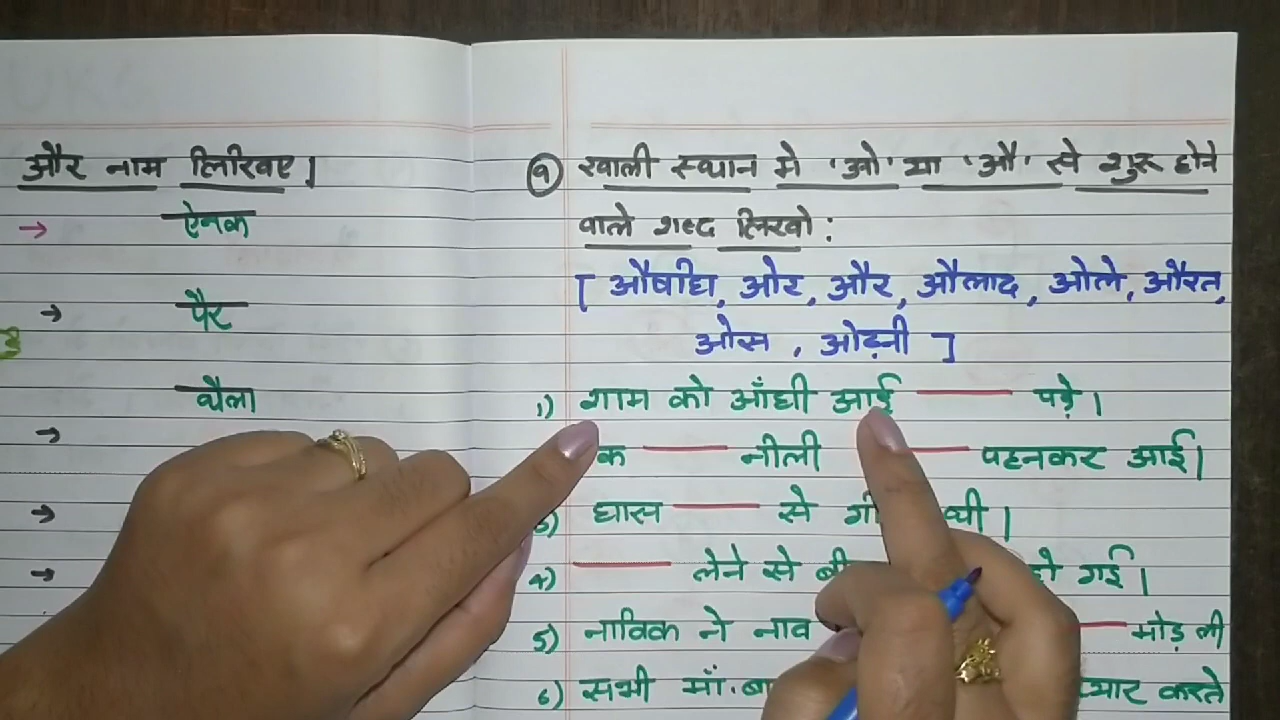 और नाम लिखिए।
ऐनक
पैर
थैला
९ खाली स्थान मे 'ओ' या 'औ' से शुरू होने
वाले शब्द लिखो :
[ औषधि, ओर, और, औलाद, ओले, औरत,
ओस , ओढ़नी ]
1) शाम को आँधी आई ——— पड़े।
——— नीली ——— पहनकर आई।
घास ——— से थी।
4) ——— लेने से गई।
5) नाविक ने नाव ——— मोड़ ली
6) सभी माँ. प्यार करते